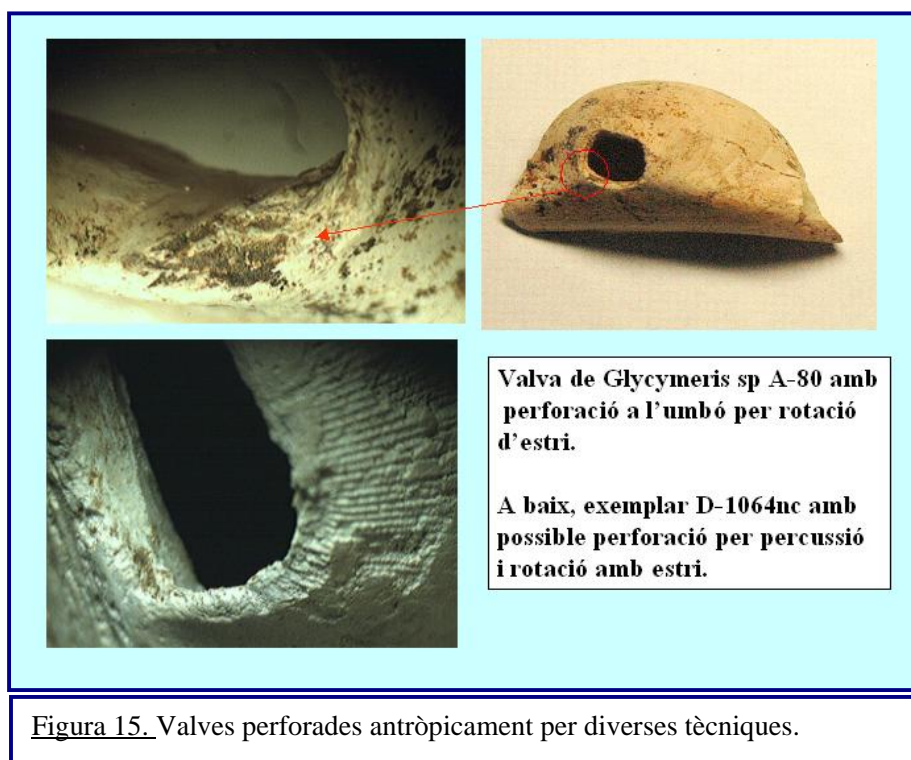 Valva de Glycymeris sp A-80 amb
perforació a l'umbó per rotació
d'estri.
A baix, exemplar D-1064nc amb
possible perforació per percussió
i rotació amb estri.
Figura 15. Valves perforades antròpicament per diverses tècniques.